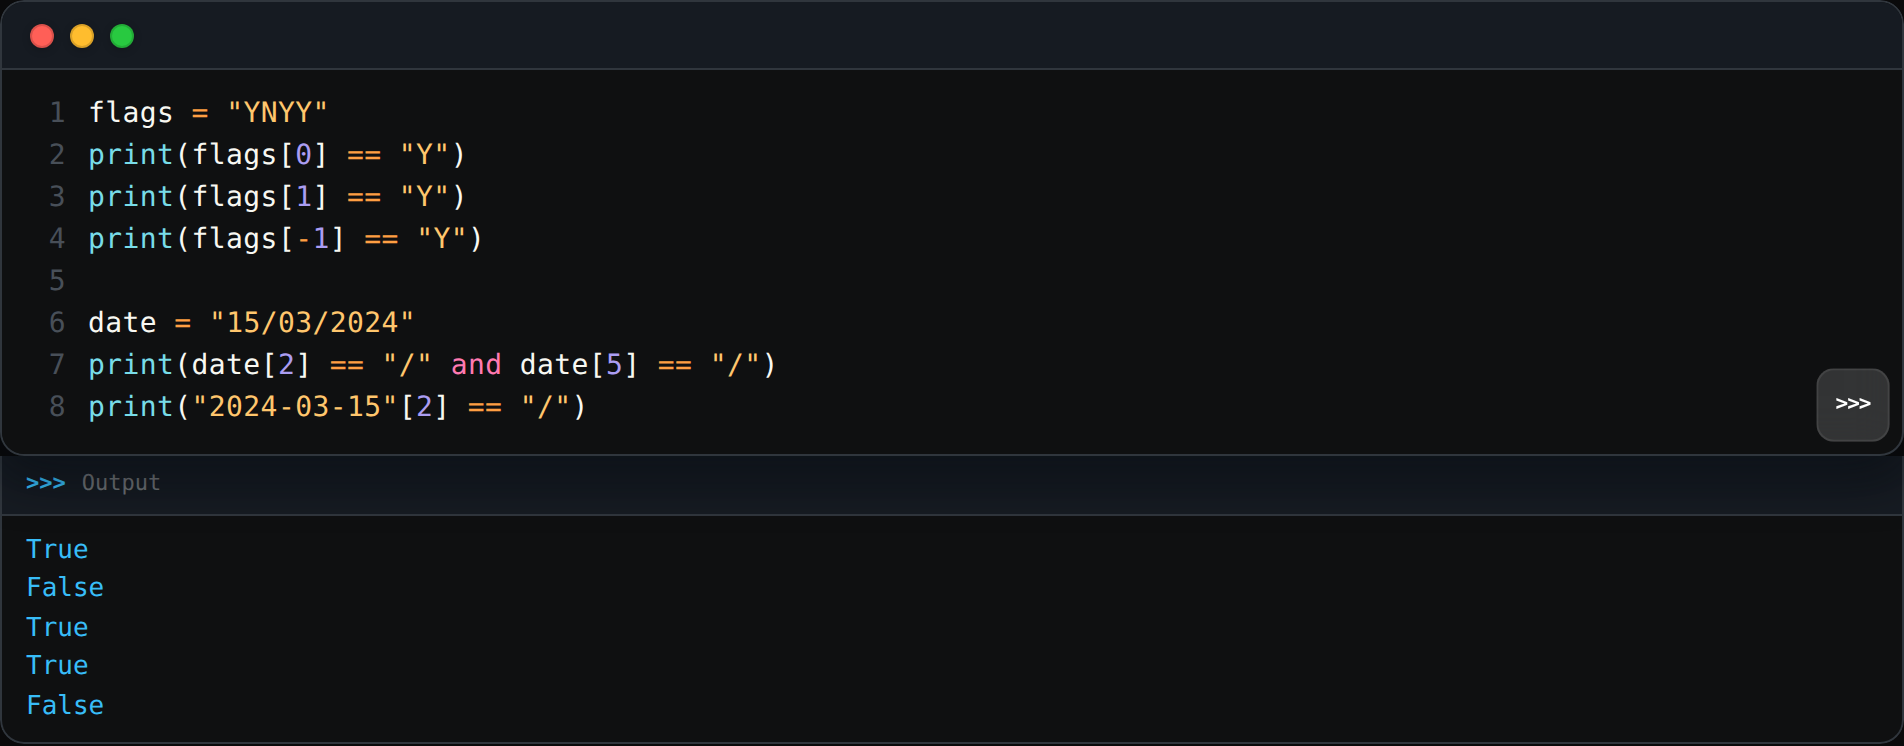 1 flags = "YNYY"
2 print(flags[0] == "Y")
3 print(flags[1] == "Y")
4 print(flags[-1] == "Y")
5
6 date = "15/03/2024"
7 print(date[2] == "/" and date[5] == "/")
8 print("2024-03-15"[2] == "/")
>>>
>>> Output
True
False
True
True
False